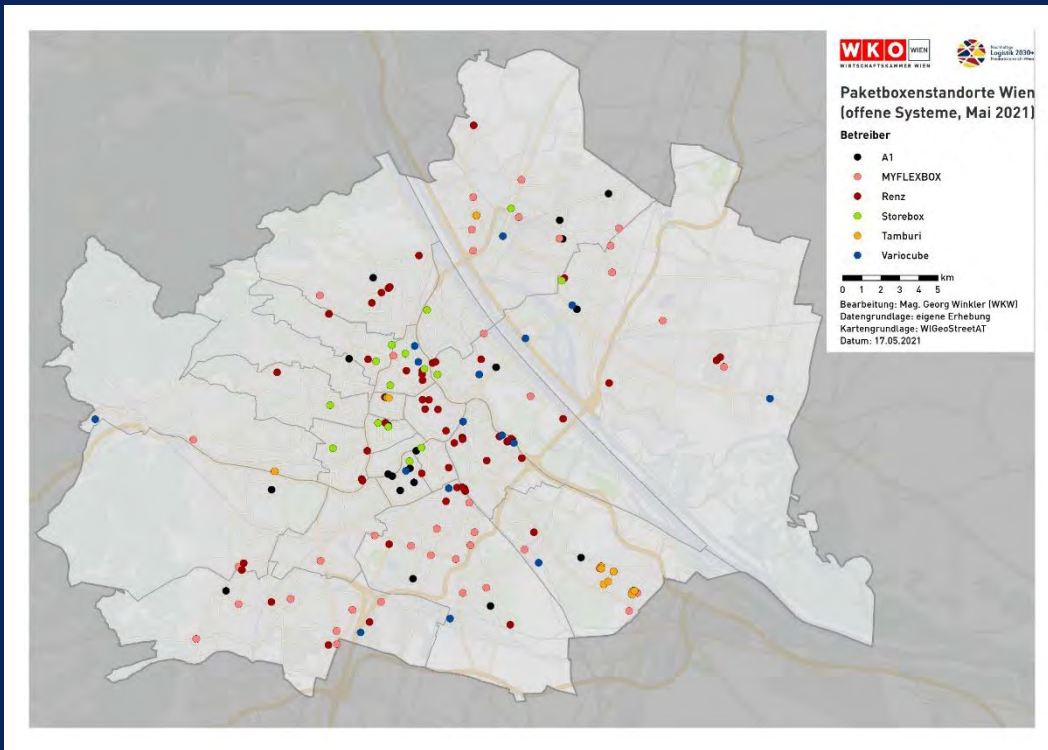 WKO WIEN
WIRTSCHAFTSKAMMER WIEN
Nachhaltige
Logistik 2030+
Niederösterreich-Wien
Paketboxenstandorte Wien
(offene Systeme, Mai 2021)
Betreiber
A1
MYFLEXBOX
Renz
Storebox
Tamburi
Variocube
km
0 1 2 3 4 5
Bearbeitung: Mag. Georg Winkler (WKW)
Datengrundlage: eigene Erhebung
Kartengrundlage: WIGeoStreetAT
Datum: 17.05.2021